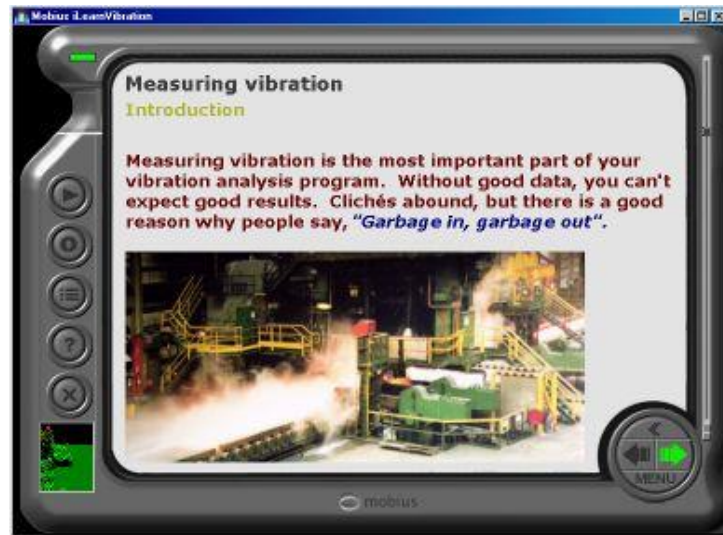 Mobius iLearnVibration
Measuring vibration
Introduction
Measuring vibration is the most important part of your
vibration analysis program.  Without good data, you can't
expect good results.  Clichés abound, but there is a good
reason why people say, "Garbage in, garbage out".
?
MENU
mobius